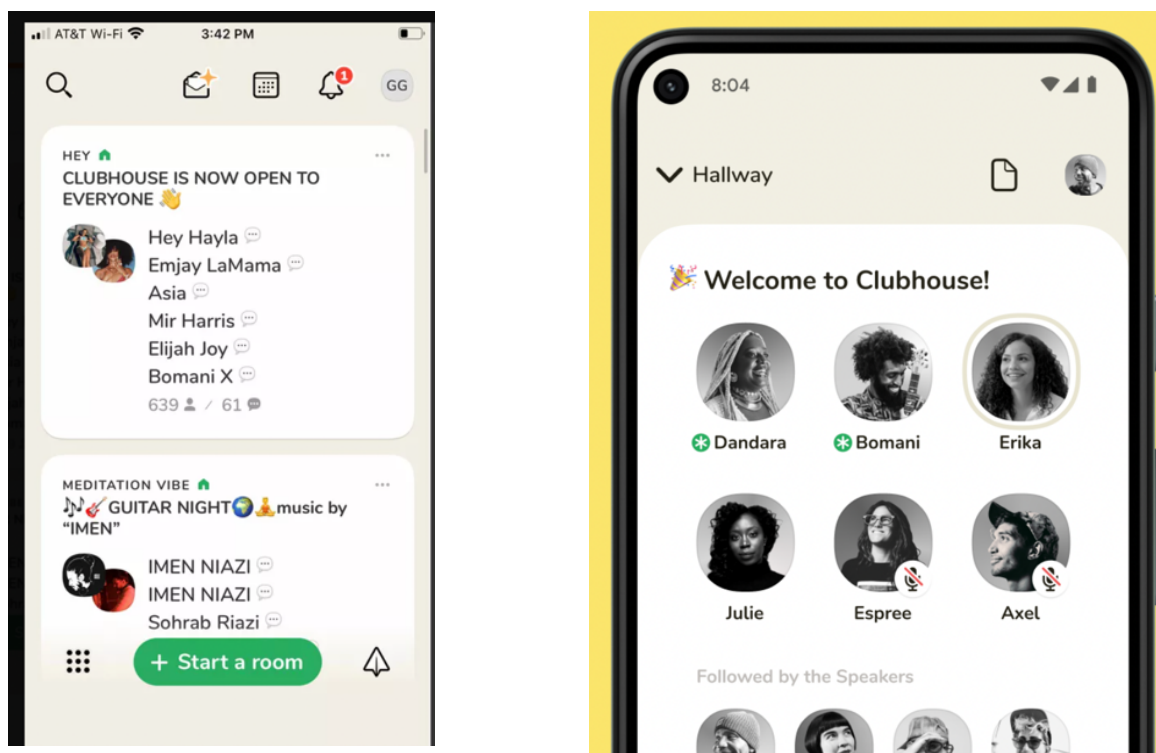 AT&T Wi-Fi 3:42 PM
1
GG
HEY
CLUBHOUSE IS NOW OPEN TO
EVERYONE 👋
Hey Hayla
Emjay LaMama
Asia
Mir Harris
Elijah Joy
Bomani X
639 / 61
MEDITATION VIBE
🎶🎸GUITAR NIGHT🌍🧘music by
“IMEN”
IMEN NIAZI
IMEN NIAZI
Sohrab Riazi
+ Start a room
8:04
Hallway
🎉 Welcome to Clubhouse!
Dandara Bomani Erika
Julie Espree Axel
Followed by the Speakers